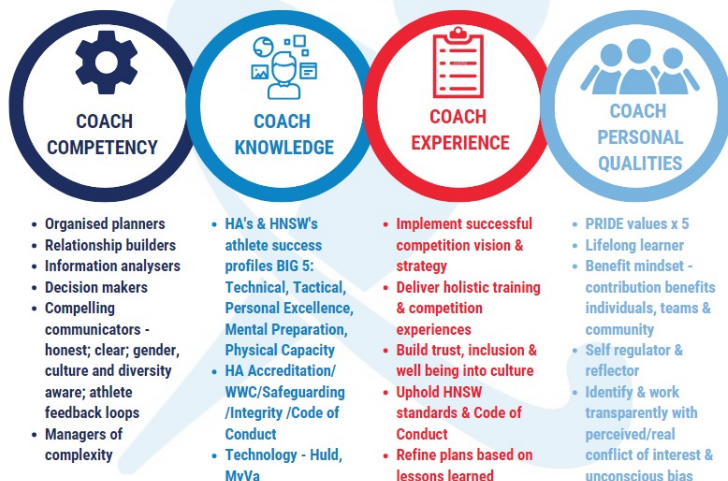 COACH
COMPETENCY
• Organised planners
• Relationship builders
• Information analysers
• Decision makers
• Compelling
communicators -
honest; clear; gender,
culture and diversity
aware; athlete
feedback loops
• Managers of
complexity
COACH
KNOWLEDGE
• HA's & HNSW's
athlete success
profiles BIG 5:
Technical, Tactical,
Personal Excellence,
Mental Preparation,
Physical Capacity
• HA Accreditation/
WWC/Safeguarding
/Integrity /Code of
Conduct
• Technology - Huld,
MyVa
COACH
EXPERIENCE
• Implement successful
competition vision &
strategy
• Deliver holistic training
& competition
experiences
• Build trust, inclusion &
well being into culture
• Uphold HNSW
standards & Code of
Conduct
• Refine plans based on
lessons learned
COACH
PERSONAL
QUALITIES
• PRIDE values x 5
• Lifelong learner
• Benefit mindset -
contribution benefits
individuals, teams &
community
• Self regulator &
reflector
• Identify & work
transparently with
perceived/real
conflict of interest &
unconscious bias